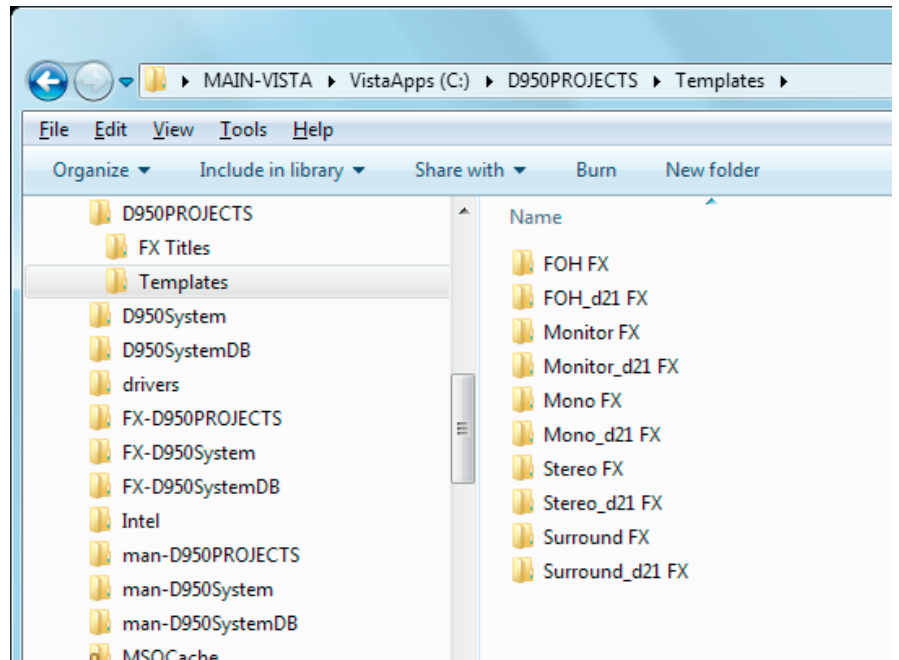 MAIN-VISTA VistaApps (C:) D950PROJECTS Templates
File Edit View Tools Help
Organize Include in library Share with Burn New folder
D950PROJECTS
FX Titles
Templates
D950System
D950SystemDB
drivers
FX-D950PROJECTS
FX-D950System
FX-D950SystemDB
Intel
man-D950PROJECTS
man-D950System
man-D950SystemDB
MSOCache
Name
FOH FX
FOH_d21 FX
Monitor FX
Monitor_d21 FX
Mono FX
Mono_d21 FX
Stereo FX
Stereo_d21 FX
Surround FX
Surround_d21 FX